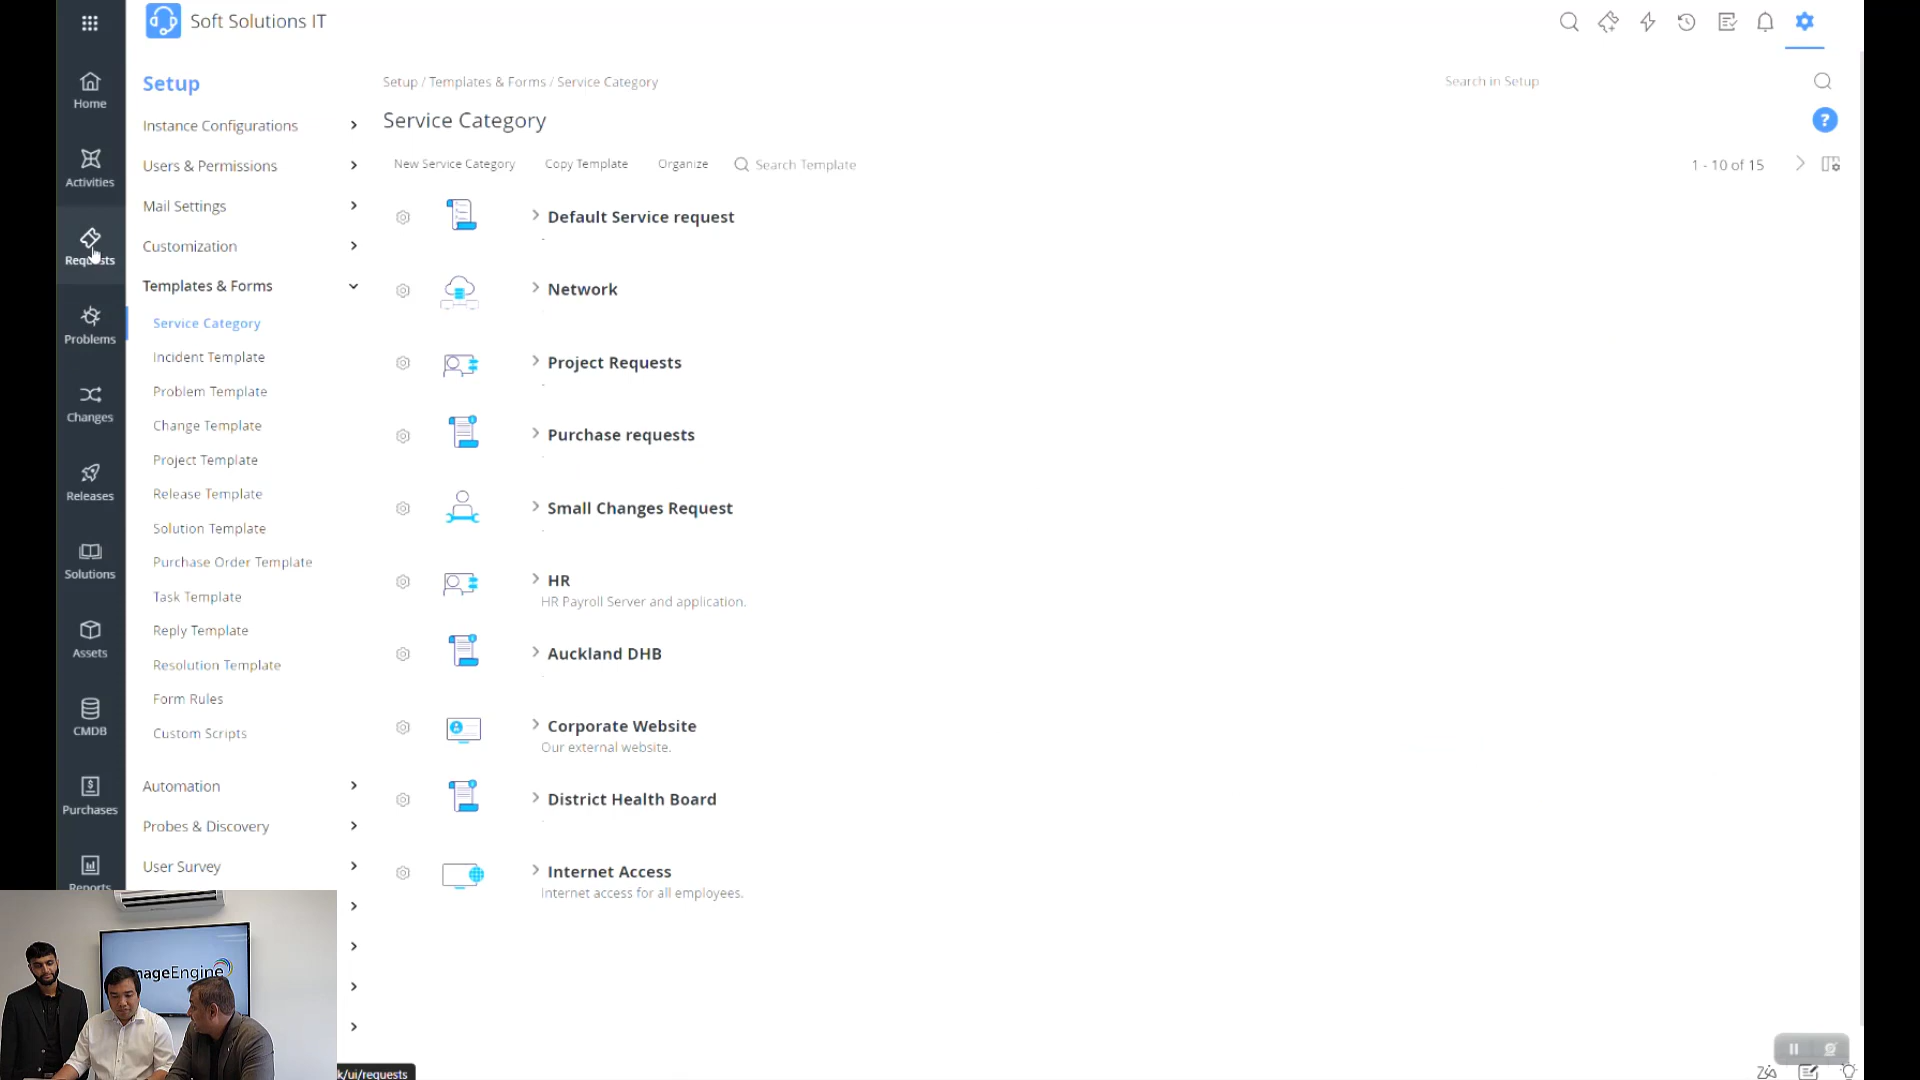 Soft Solutions IT
Home
Activities
Requests
Problems
Changes
Releases
Solutions
Assets
CMDB
Purchases
Reports
Setup
Instance Configurations
Users & Permissions
Mail Settings
Customization
Templates & Forms
Service Category
Incident Template
Problem Template
Change Template
Project Template
Release Template
Solution Template
Purchase Order Template
Task Template
Reply Template
Resolution Template
Form Rules
Custom Scripts
Automation
Probes & Discovery
User Survey
Setup / Templates & Forms / Service Category
Search in Setup
Service Category
?
New Service Category Copy Template Organize Search Template
1 - 10 of 15
Default Service request
Network
Project Requests
Purchase requests
Small Changes Request
HR
HR Payroll Server and application.
Auckland DHB
Corporate Website
Our external website.
District Health Board
Internet Access
Internet access for all employees.
nageEngine
k/ui/requests